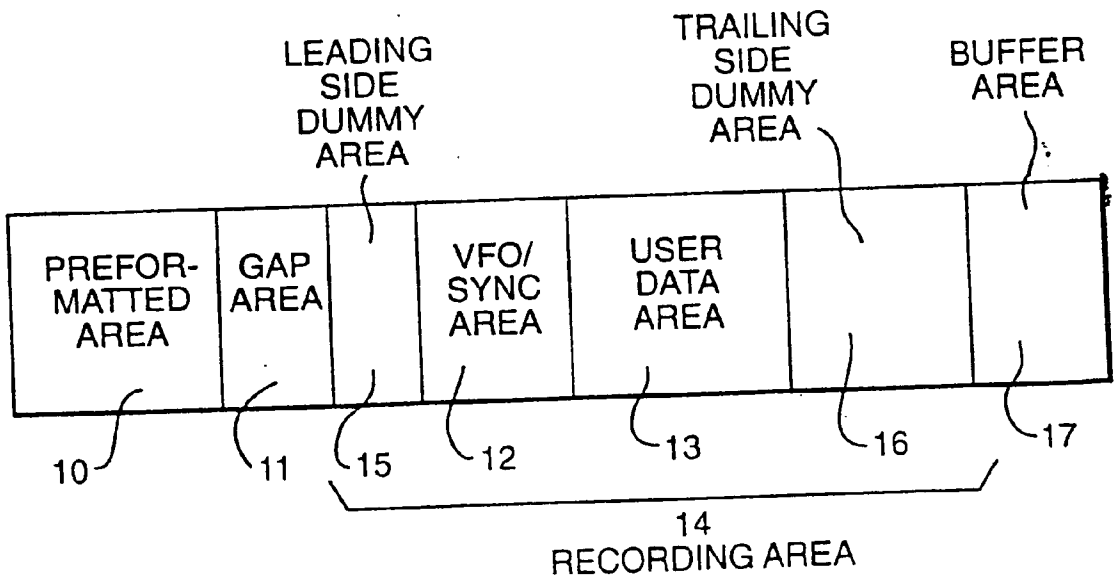 LEADING
SIDE
DUMMY
AREA
TRAILING
SIDE
DUMMY
AREA
BUFFER
AREA
PREFOR-
MATTED
AREA
GAP
AREA
VFO/
SYNC
AREA
USER
DATA
AREA
10
11
15
12
13
16
17
14
RECORDING AREA